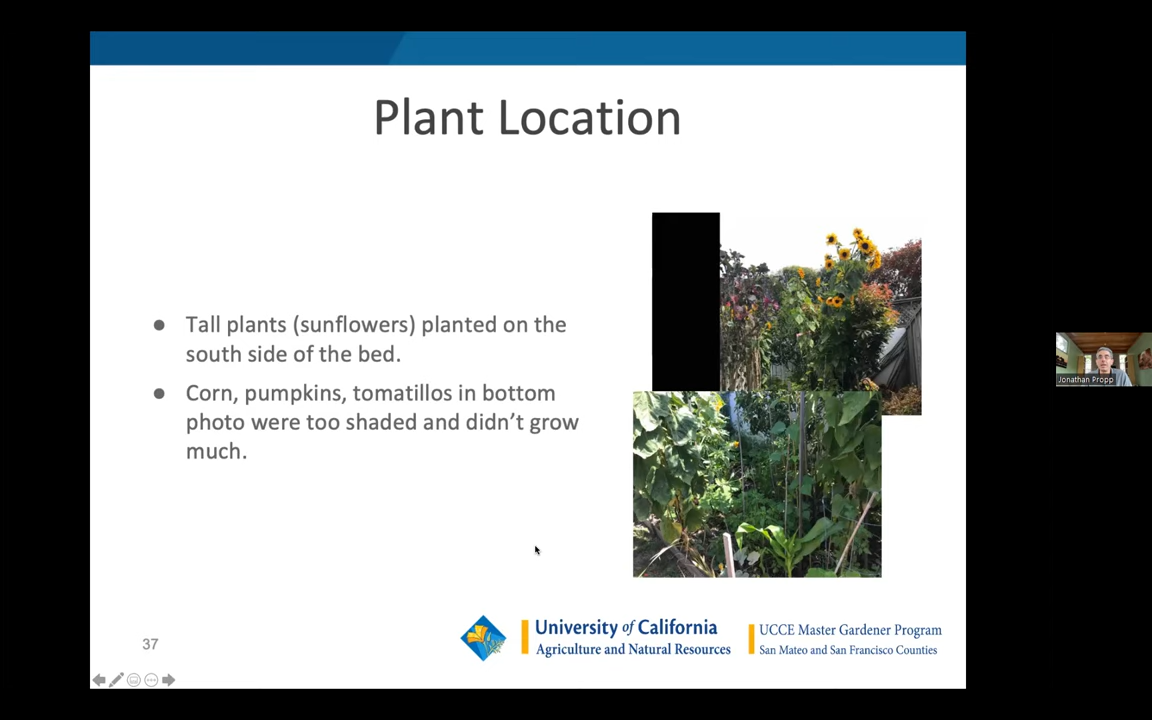 Plant Location
● Tall plants (sunflowers) planted on the
south side of the bed.
● Corn, pumpkins, tomatillos in bottom
photo were too shaded and didn’t grow
much.
Jonathan Propp
University of California
Agriculture and Natural Resources
UCCE Master Gardener Program
San Mateo and San Francisco Counties
37